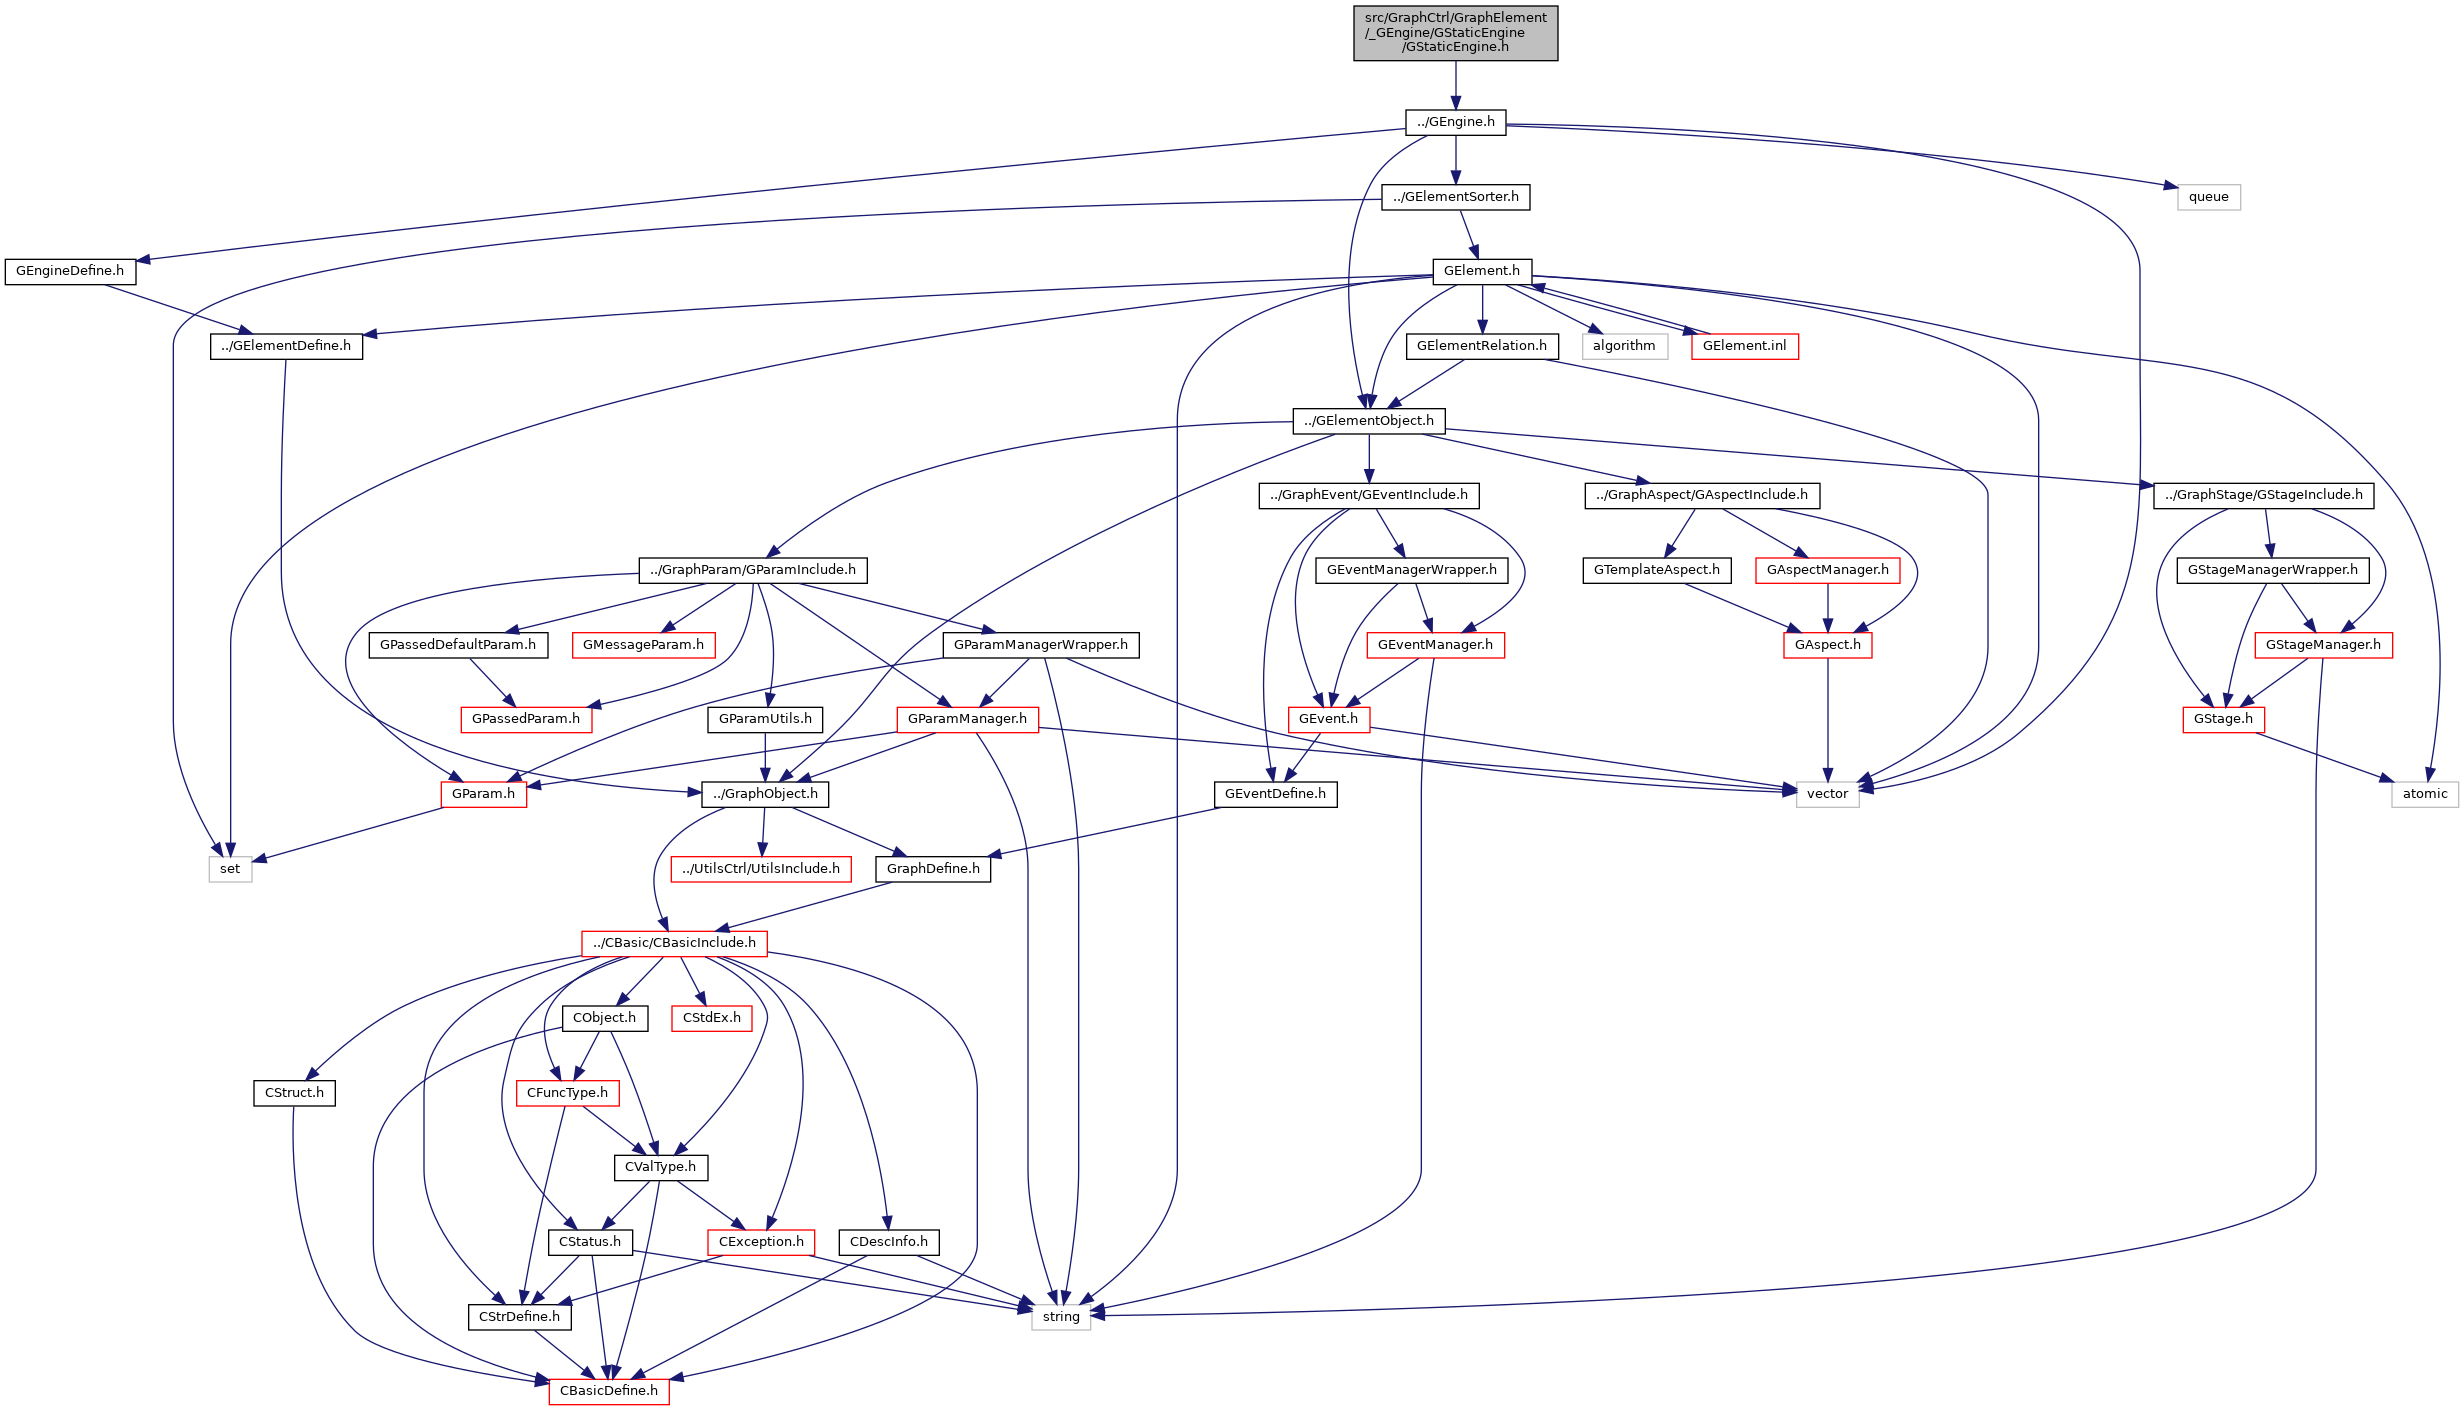 src/GraphCtrl/GraphElement
/_GEngine/GStaticEngine
/GStaticEngine.h
../GEngine.h
../GElementSorter.h
queue
GEngineDefine.h
GElement.h
../GElementDefine.h
GElementRelation.h
algorithm
GElement.inl
../GElementObject.h
../GraphEvent/GEventInclude.h
../GraphAspect/GAspectInclude.h
../GraphStage/GStageInclude.h
../GraphParam/GParamInclude.h
GEventManagerWrapper.h
GTemplateAspect.h
GAspectManager.h
GStageManagerWrapper.h
GPassedDefaultParam.h
GMessageParam.h
GParamManagerWrapper.h
GEventManager.h
GAspect.h
GStageManager.h
GPassedParam.h
GParamUtils.h
GParamManager.h
GEvent.h
GStage.h
GParam.h
../GraphObject.h
GEventDefine.h
vector
atomic
set
../UtilsCtrl/UtilsInclude.h
GraphDefine.h
../CBasic/CBasicInclude.h
CObject.h
CStdEx.h
CStruct.h
CFuncType.h
CValType.h
CStatus.h
CException.h
CDescInfo.h
CStrDefine.h
string
CBasicDefine.h